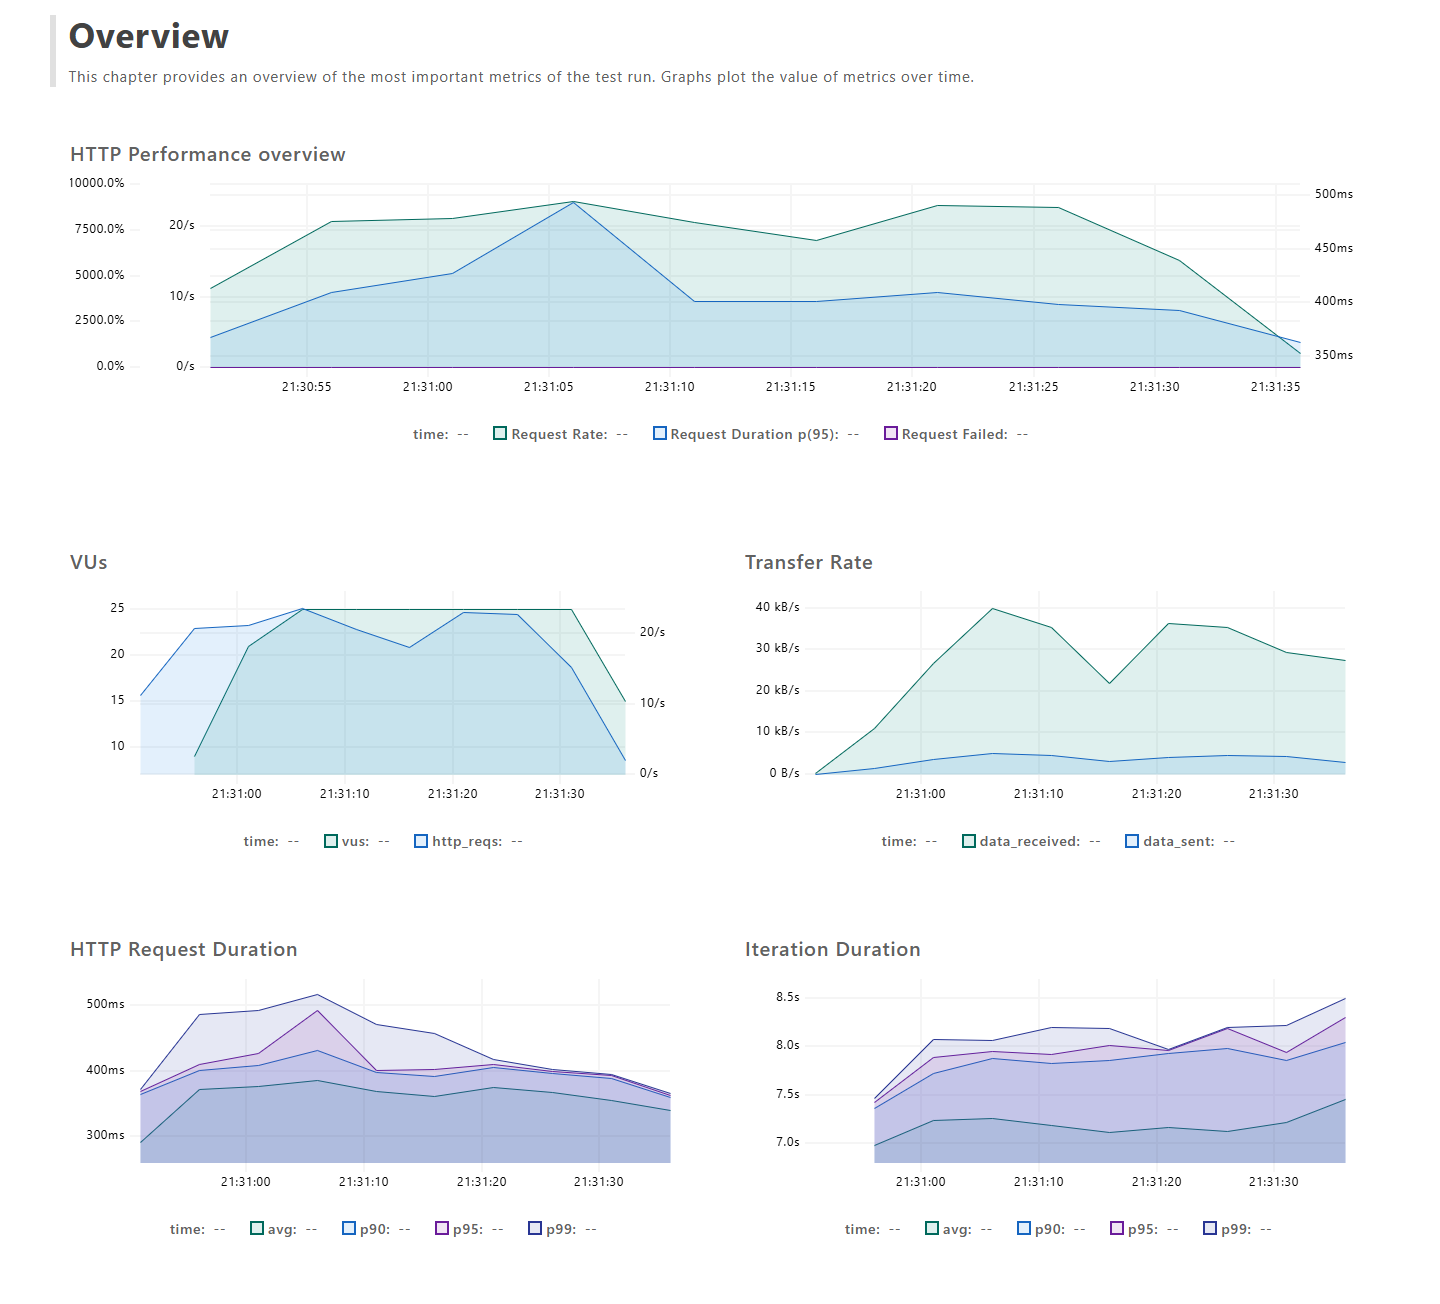 Overview
This chapter provides an overview of the most important metrics of the test run. Graphs plot the value of metrics over time.
HTTP Performance overview
10000.0%
7500.0%
5000.0%
2500.0%
0.0%
20/s
10/s
0/s
500ms
450ms
400ms
350ms
21:30:55 21:31:00 21:31:05 21:31:10 21:31:15 21:31:20 21:31:25 21:31:30 21:31:35
time: -- Request Rate: -- Request Duration p(95): -- Request Failed: --
VUs
25
20
15
10
20/s
10/s
0/s
21:31:00 21:31:10 21:31:20 21:31:30
time: -- vus: -- http_reqs: --
Transfer Rate
40 kB/s
30 kB/s
20 kB/s
10 kB/s
0 B/s
21:31:00 21:31:10 21:31:20 21:31:30
time: -- data_received: -- data_sent: --
HTTP Request Duration
500ms
400ms
300ms
21:31:00 21:31:10 21:31:20 21:31:30
time: -- avg: -- p90: -- p95: -- p99: --
Iteration Duration
8.5s
8.0s
7.5s
7.0s
21:31:00 21:31:10 21:31:20 21:31:30
time: -- avg: -- p90: -- p95: -- p99: --